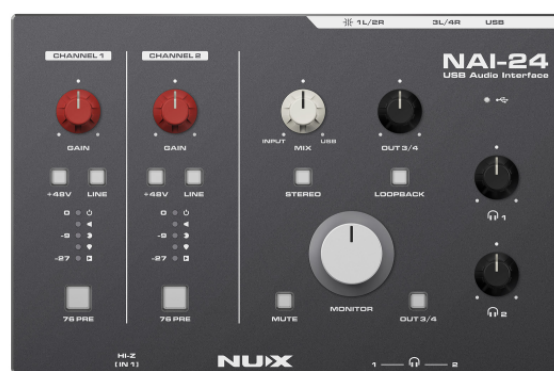 1L/2R 3L/4R USB
CHANNEL 1 CHANNEL 2
NAI-24
USB Audio Interface
GAIN GAIN
INPUT MIX USB
OUT 3/4
+48V LINE +48V LINE
STEREO LOOPBACK
0 0
-9 -9
-27 -27
1
2
MONITOR
76 PRE 76 PRE
MUTE OUT 3/4
HI-Z
(IN 1)
NUX
1 2